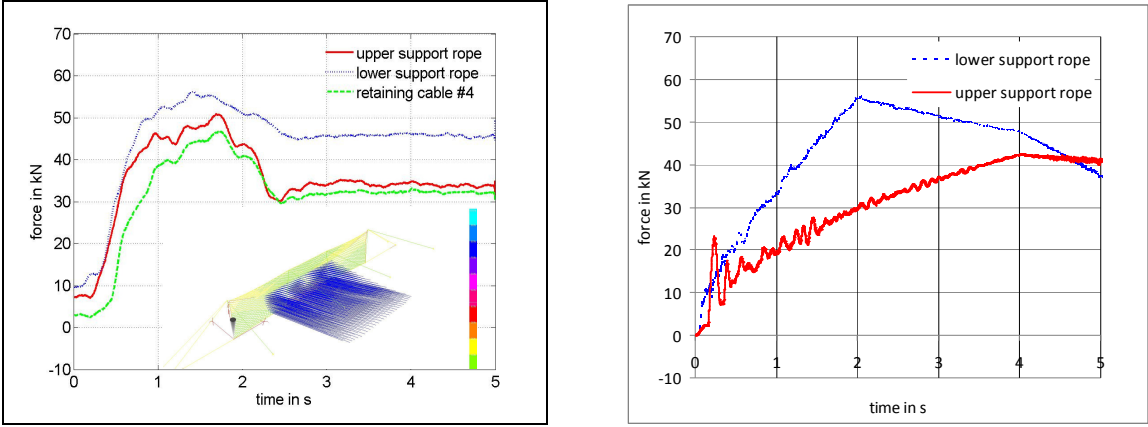 70
60
50
40
30
20
10
0
-10
force in kN
upper support rope
lower support rope
retaining cable #4
0 1 2 3 4 5
time in s
70
60
50
40
30
20
10
0
-10
force in kN
lower support rope
upper support rope
0 1 2 3 4 5
time in s